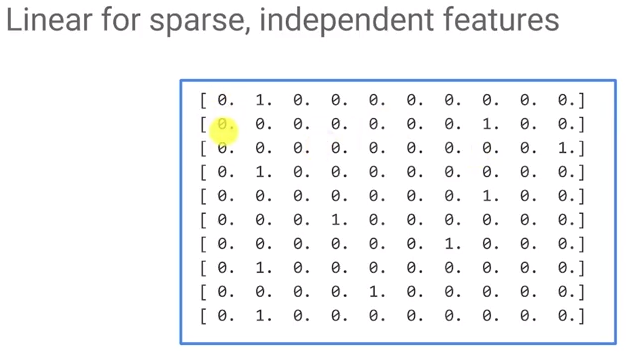 Linear for sparse, independent features
[ 0. 1. 0. 0. 0. 0. 0. 0. 0. 0.]
[ 0. 0. 0. 0. 0. 0. 0. 1. 0. 0.]
[ 0. 0. 0. 0. 0. 0. 0. 0. 0. 1.]
[ 0. 1. 0. 0. 0. 0. 0. 0. 0. 0.]
[ 0. 0. 0. 0. 0. 0. 0. 1. 0. 0.]
[ 0. 0. 0. 1. 0. 0. 0. 0. 0. 0.]
[ 0. 0. 0. 0. 0. 0. 1. 0. 0. 0.]
[ 0. 1. 0. 0. 0. 0. 0. 0. 0. 0.]
[ 0. 0. 0. 0. 1. 0. 0. 0. 0. 0.]
[ 0. 1. 0. 0. 0. 0. 0. 0. 0. 0.]